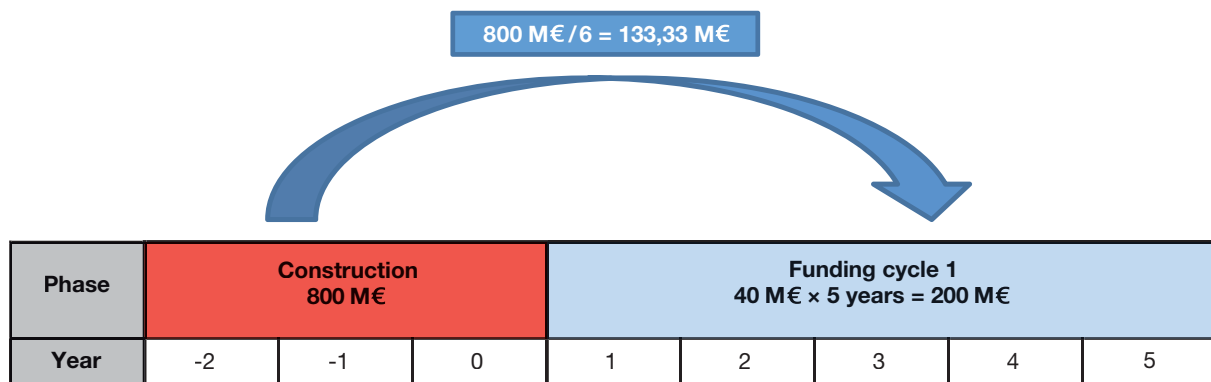 800 M€/6 = 133,33 M€
Phase
Construction
800 M€
Funding cycle 1
40 M€ × 5 years = 200 M€
Year
-2
-1
0
1
2
3
4
5